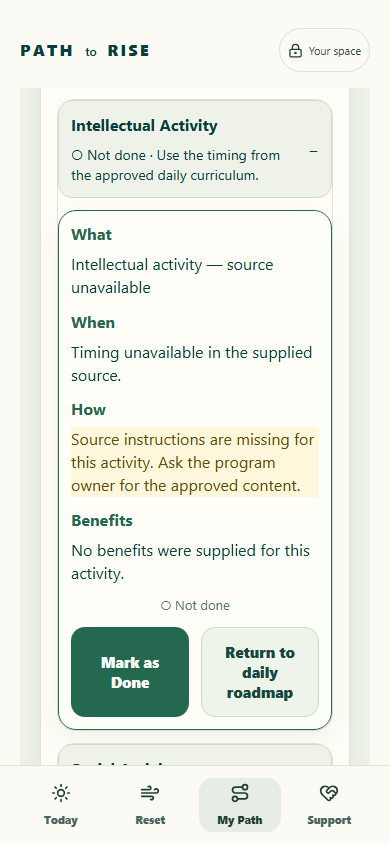 PATH to RISE
Your space
Intellectual Activity
○ Not done · Use the timing from
the approved daily curriculum.
–
What
Intellectual activity — source
unavailable
When
Timing unavailable in the supplied
source.
How
Source instructions are missing for
this activity. Ask the program
owner for the approved content.
Benefits
No benefits were supplied for this
activity.
○ Not done
Mark as
Done
Return to
daily
roadmap
Today
Reset
My Path
Support